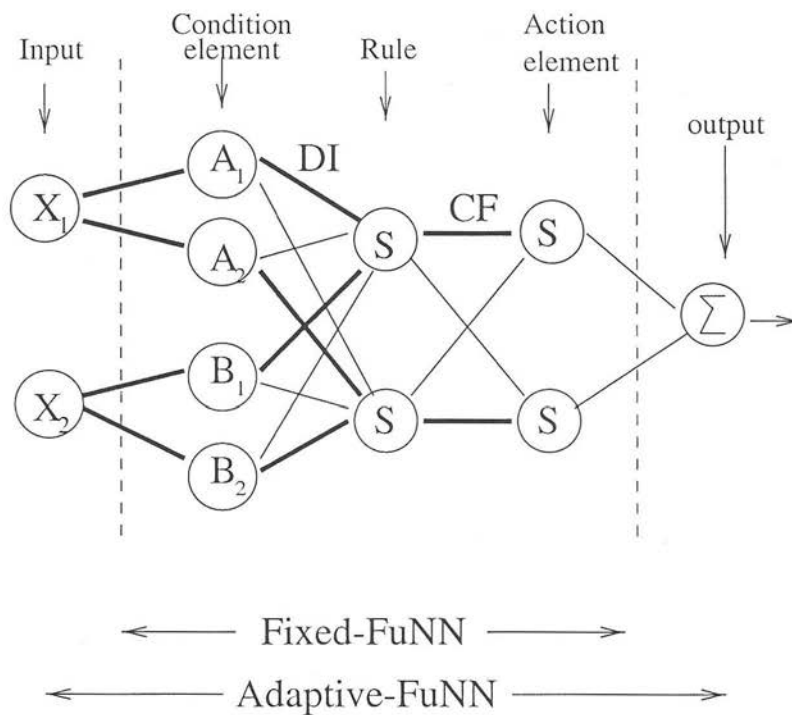 Input
Condition
element
Rule
Action
element
output
A1
DI
X1
CF
S
S
A2
Σ
B1
X2
S
S
B2
Fixed-FuNN
Adaptive-FuNN